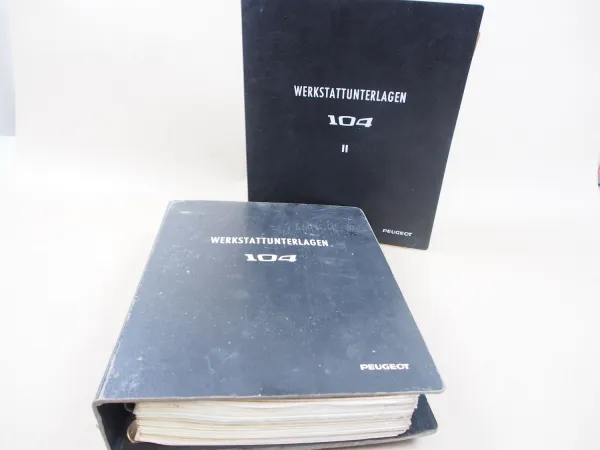 WERKSTATTUNTERLAGEN
104
II
PEUGEOT
WERKSTATTUNTERLAGEN
104
PEUGEOT